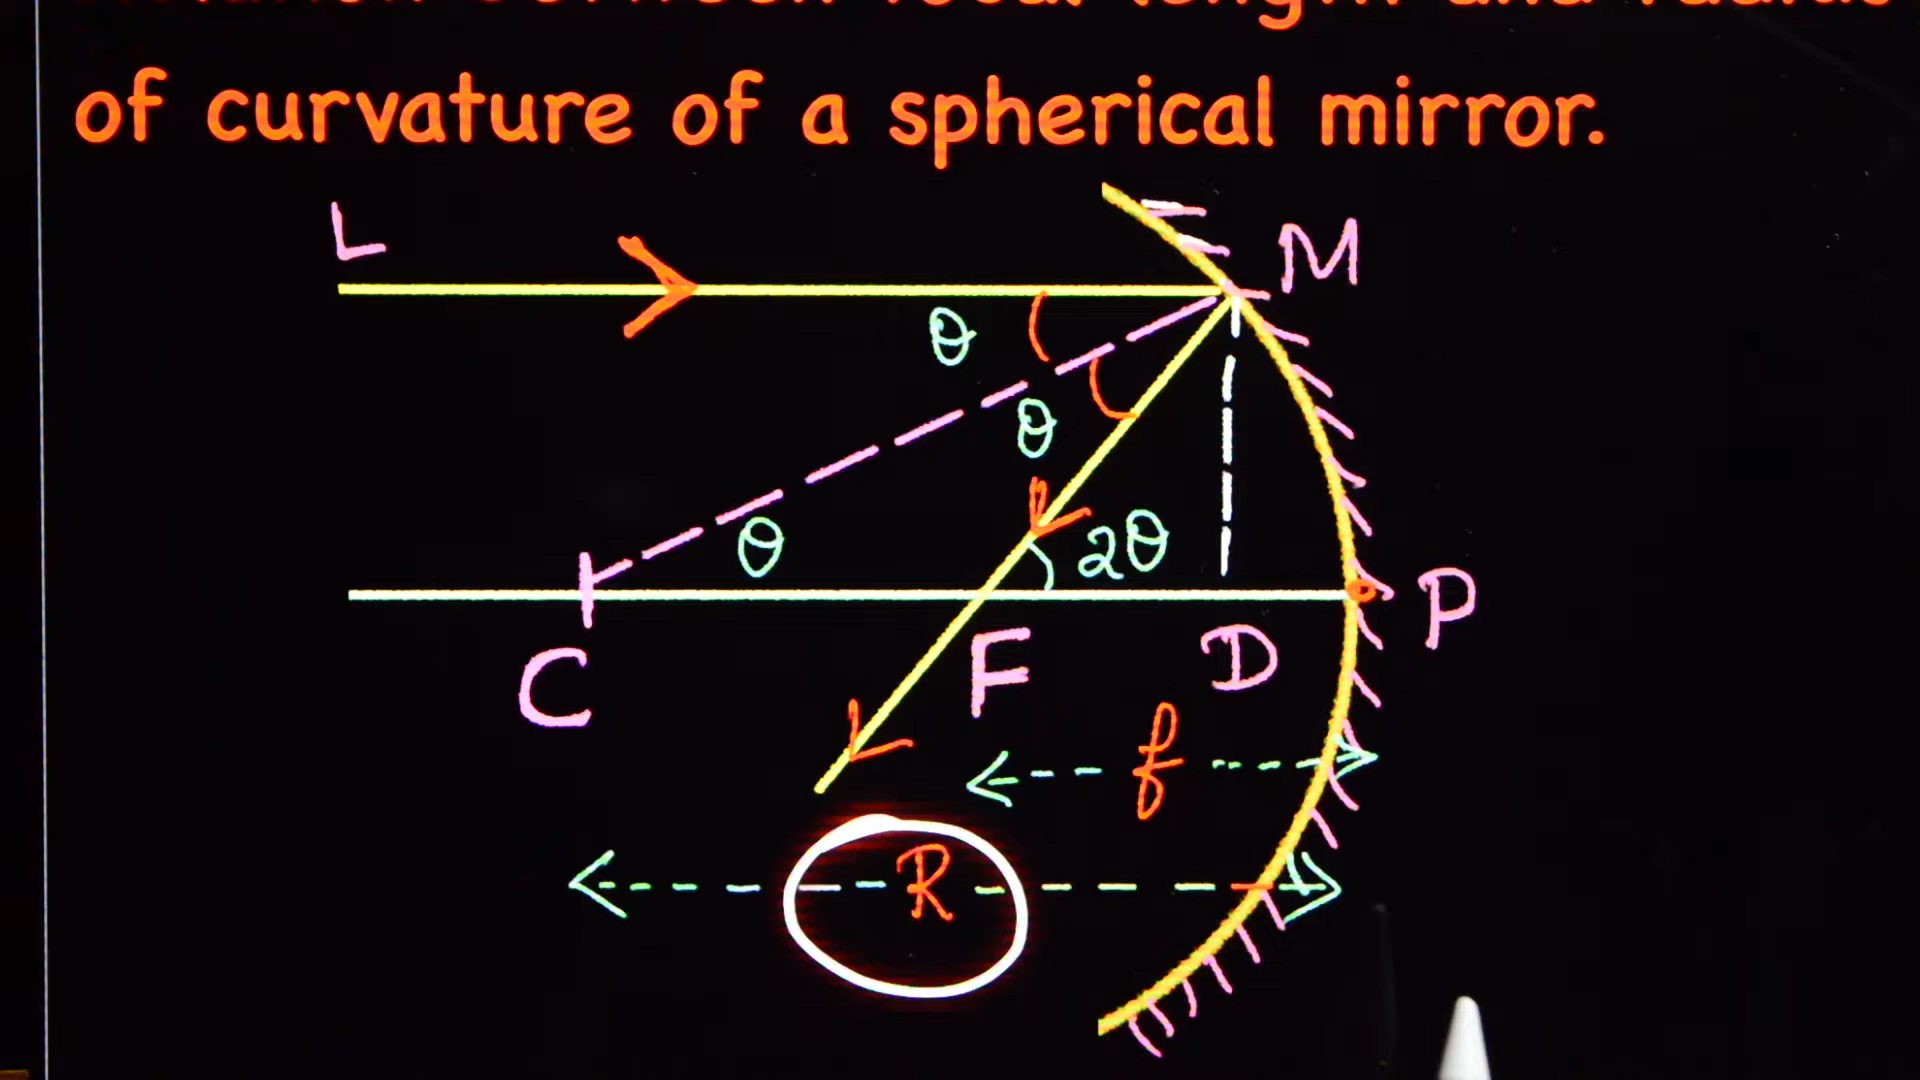 of curvature of a spherical mirror.
L
M
θ
θ
θ
2θ
P
C
F
D
f
R